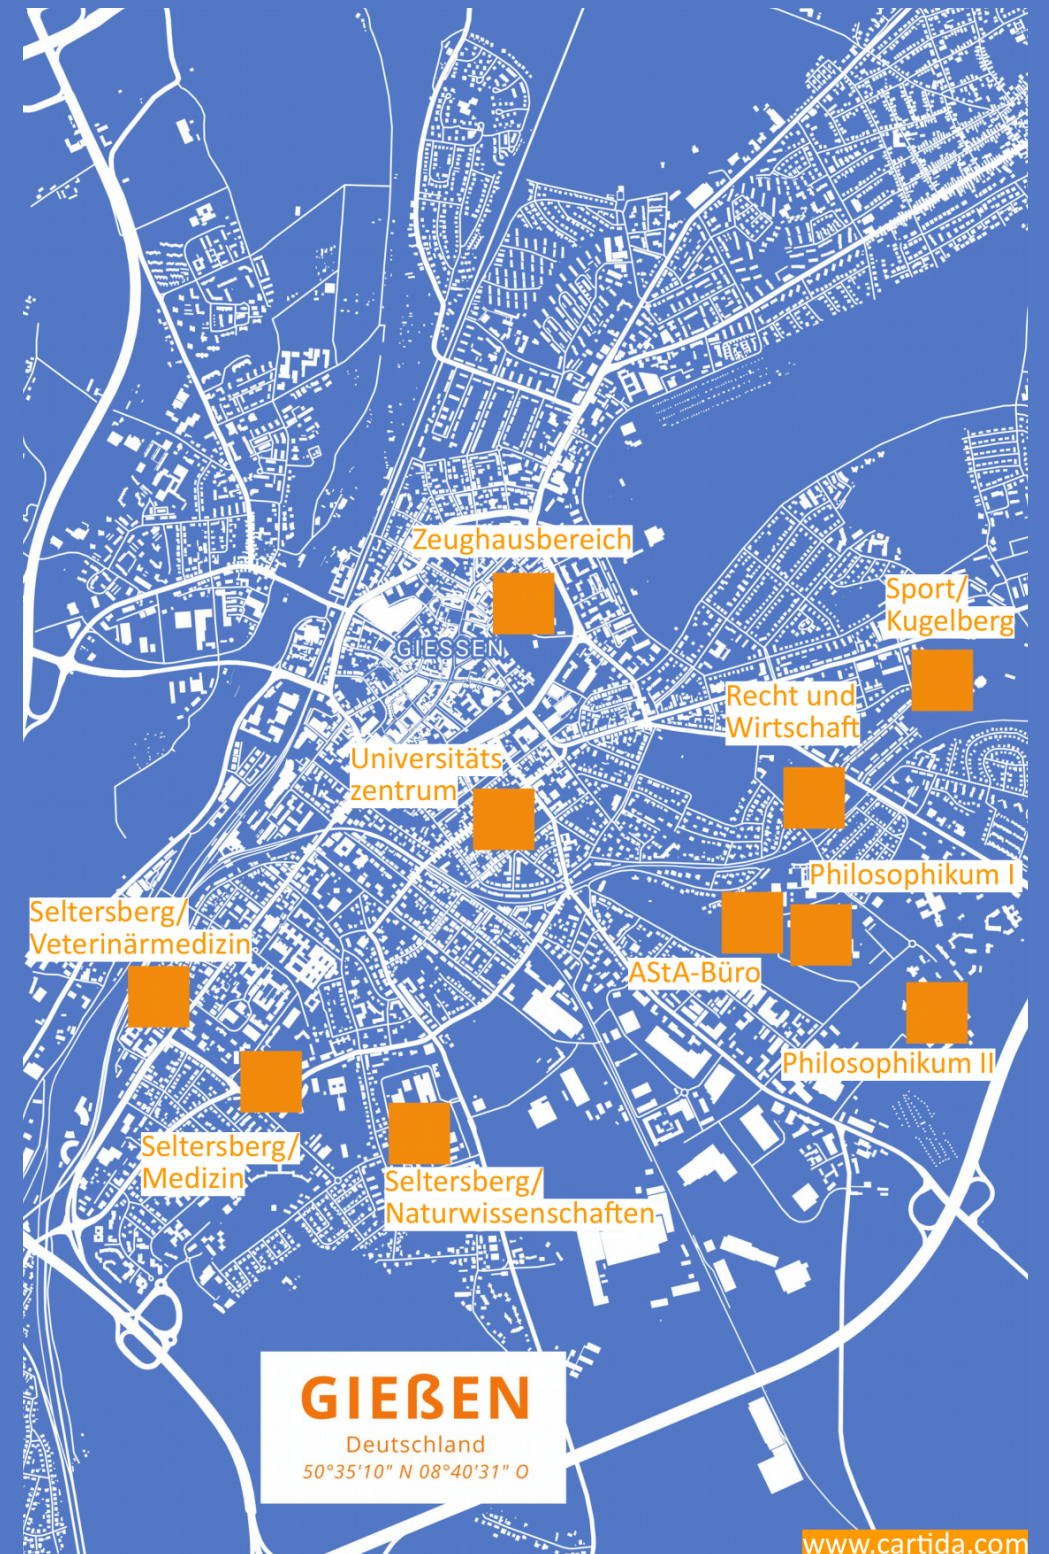 Zeughausbereich
Sport/
Kugelberg
GIESSEN
Recht und
Wirtschaft
Universitäts
zentrum
Philosophikum I
Seltersberg/
Veterinärmedizin
AStA-Büro
Philosophikum II
Seltersberg/
Medizin
Seltersberg/
Naturwissenschaften
GIEßEN
Deutschland
50°35'10" N 08°40'31" O
www.cartida.com